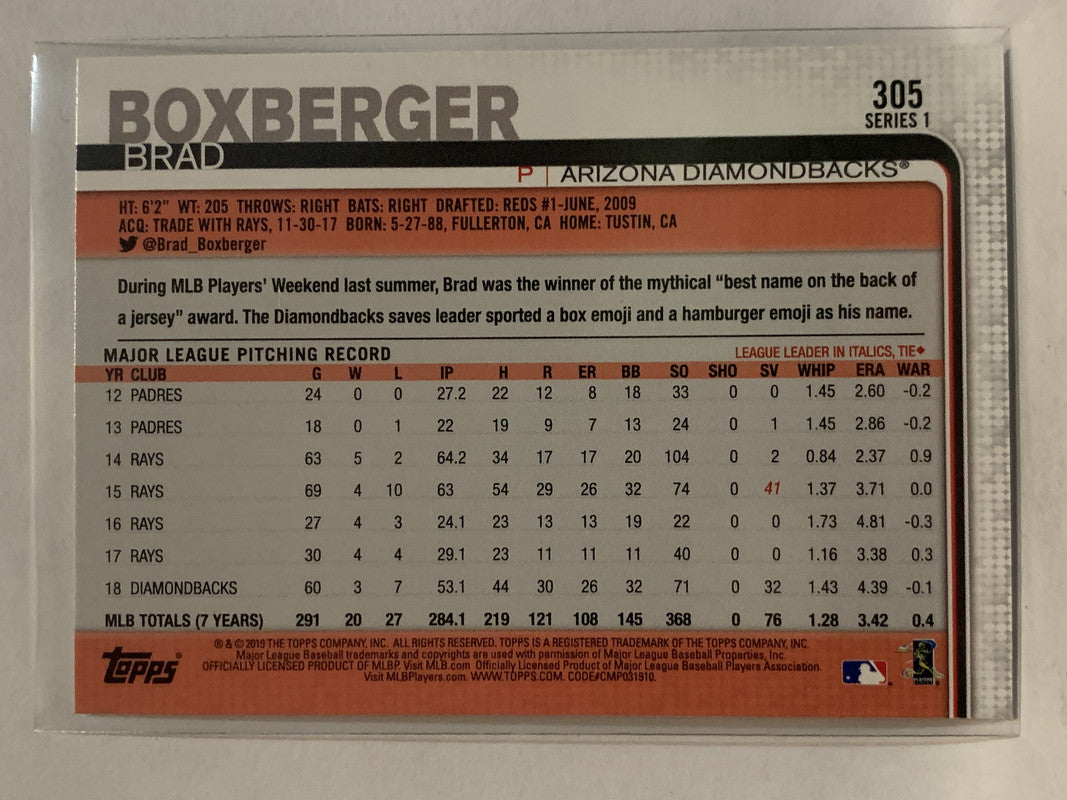 BOXBERGER
BRAD
305
SERIES 1
P | ARIZONA DIAMONDBACKS®
HT: 6'2" WT: 205 THROWS: RIGHT BATS: RIGHT DRAFTED: REDS #1-JUNE, 2009
ACQ: TRADE WITH RAYS, 11-30-17 BORN: 5-27-88, FULLERTON, CA HOME: TUSTIN, CA
@Brad_Boxberger
During MLB Players' Weekend last summer, Brad was the winner of the mythical "best name on the back of
a jersey" award. The Diamondbacks saves leader sported a box emoji and a hamburger emoji as his name.
MAJOR LEAGUE PITCHING RECORD LEAGUE LEADER IN ITALICS, TIE◆
YR CLUB G W L IP H R ER BB SO SHO SV WHIP ERA WAR
12 PADRES 24 0 0 27.2 22 12 8 18 33 0 0 1.45 2.60 -0.2
13 PADRES 18 0 1 22 19 9 7 13 24 0 1 1.45 2.86 -0.2
14 RAYS 63 5 2 64.2 34 17 17 20 104 0 2 0.84 2.37 0.9
15 RAYS 69 4 10 63 54 29 26 32 74 0 41 1.37 3.71 0.0
16 RAYS 27 4 3 24.1 23 13 13 19 22 0 0 1.73 4.81 -0.3
17 RAYS 30 4 4 29.1 23 11 11 11 40 0 0 1.16 3.38 0.3
18 DIAMONDBACKS 60 3 7 53.1 44 30 26 32 71 0 32 1.43 4.39 -0.1
MLB TOTALS (7 YEARS) 291 20 27 284.1 219 121 108 145 368 0 76 1.28 3.42 0.4
Topps®
® & © 2019 THE TOPPS COMPANY, INC. ALL RIGHTS RESERVED. TOPPS IS A REGISTERED TRADEMARK OF THE TOPPS COMPANY, INC.
Major League Baseball trademarks and copyrights are used with permission of Major League Baseball Properties, Inc.
OFFICIALLY LICENSED PRODUCT OF MLBP. Visit MLB.com Officially Licensed Product of Major League Baseball Players Association.
Visit MLBPlayers.com. WWW.TOPPS.COM. CODE#CMP031910.